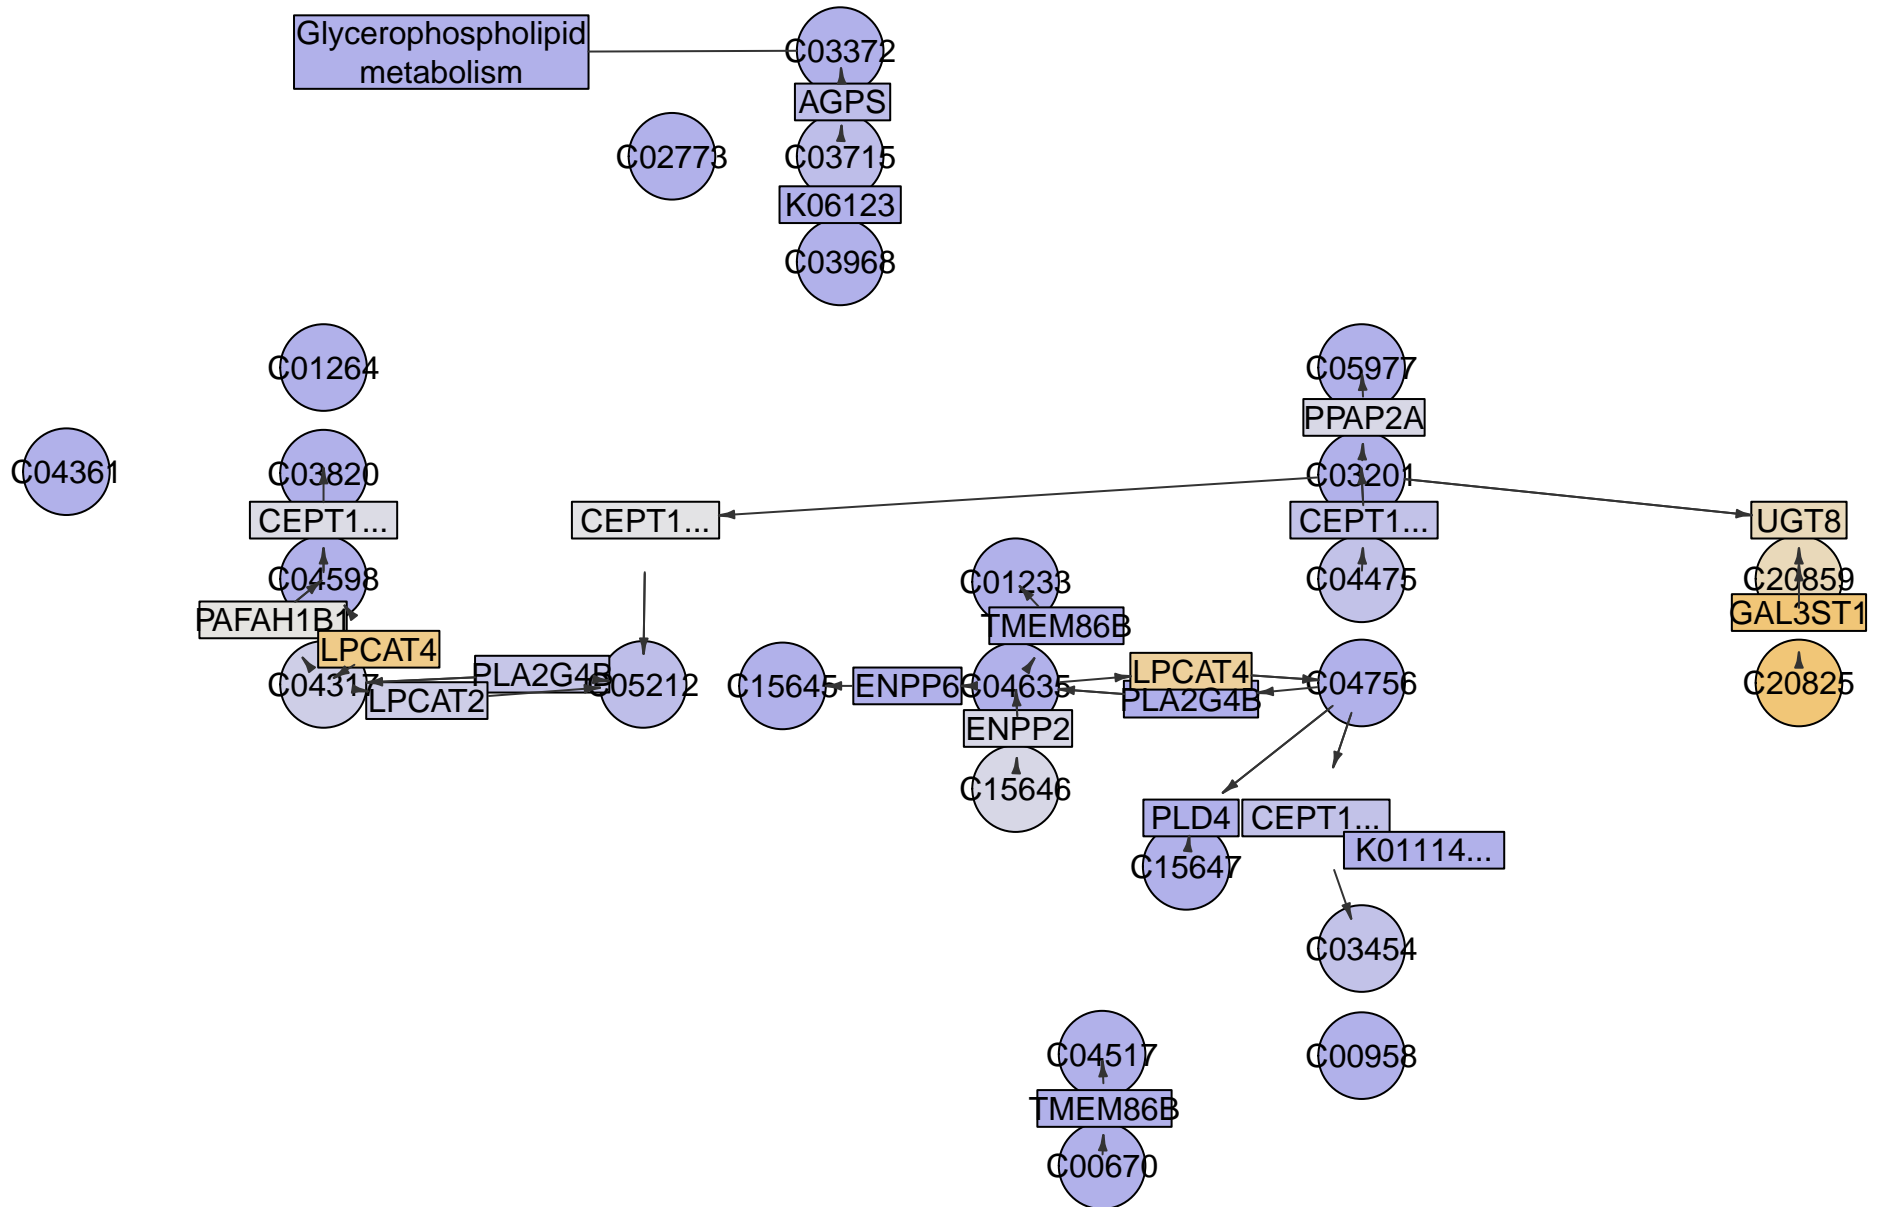 Glycerophospholipid
metabolism
C03372
AGPS
C02773
C03715
K06123
C03968
C01264
C05977
PPAP2A
C04361
C03820
C03201
CEPT1...
CEPT1...
CEPT1...
UGT8
C04598
C01233
C04475
C20859
PAFAH1B1
TMEM86B
GAL3ST1
LPCAT4
PLA2G4B
LPCAT4
C04317
LPCAT2
C05212
C15645
ENPP6
C04635
PLA2G4B
C04756
C20825
ENPP2
C15646
PLD4
CEPT1...
K01114...
C15647
C03454
C04517
C00958
TMEM86B
C00670